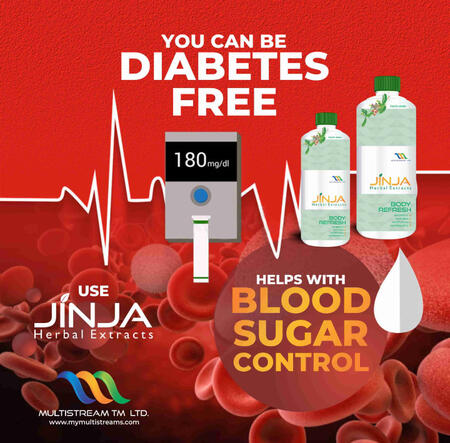 YOU CAN BE
DIABETES
FREE
180mg/dl
JINJA
Herbal Extracts
BODY
REFRESH
JINJA
Herbal Extracts
BODY
REFRESH
USE
JINJA
Herbal Extracts
HELPS WITH
BLOOD
SUGAR
CONTROL
MULTISTREAM TM LTD.
www.mymultistreams.com